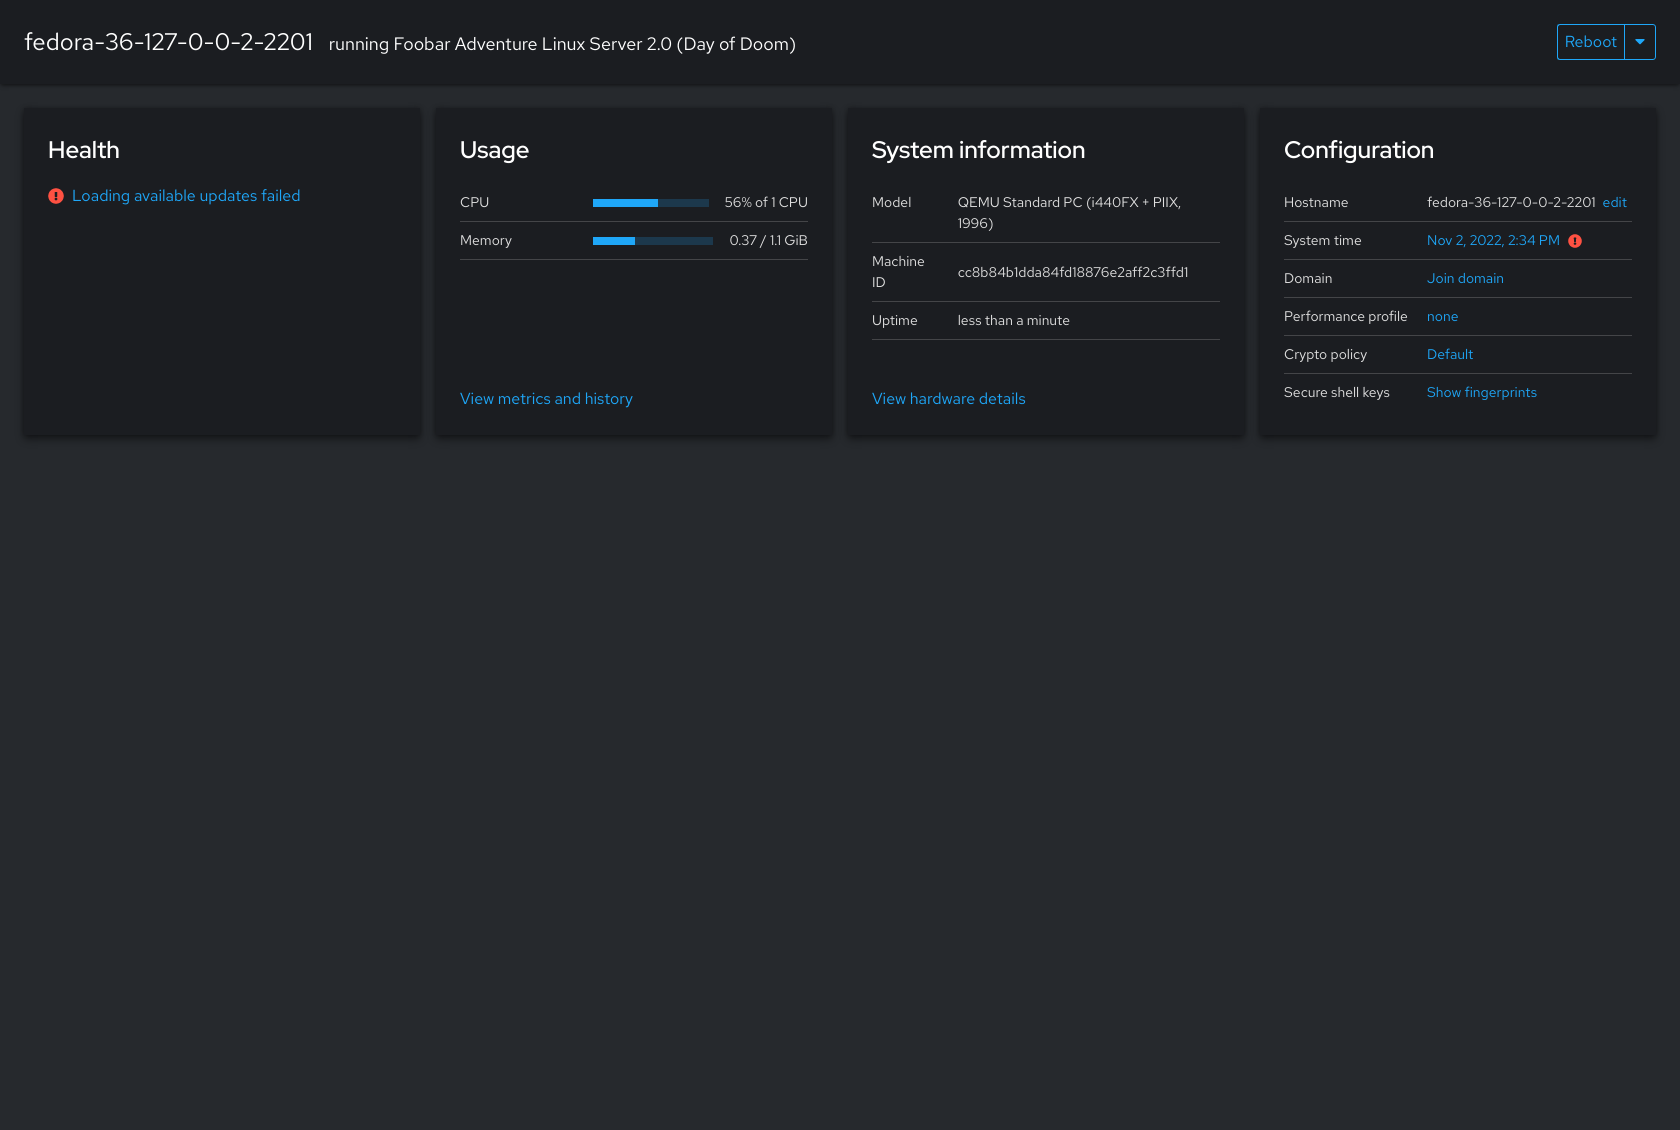 fedora-36-127-0-0-2-2201 running Foobar Adventure Linux Server 2.0 (Day of Doom)
Reboot
Health
Loading available updates failed
Usage
CPU 56% of 1 CPU
Memory 0.37 / 1.1 GiB
View metrics and history
System information
Model QEMU Standard PC (i440FX + PIIX,
1996)
Machine
ID
cc8b84b1dda84fd18876e2aff2c3ffd1
Uptime less than a minute
View hardware details
Configuration
Hostname fedora-36-127-0-0-2-2201 edit
System time Nov 2, 2022, 2:34 PM
Domain Join domain
Performance profile none
Crypto policy Default
Secure shell keys Show fingerprints